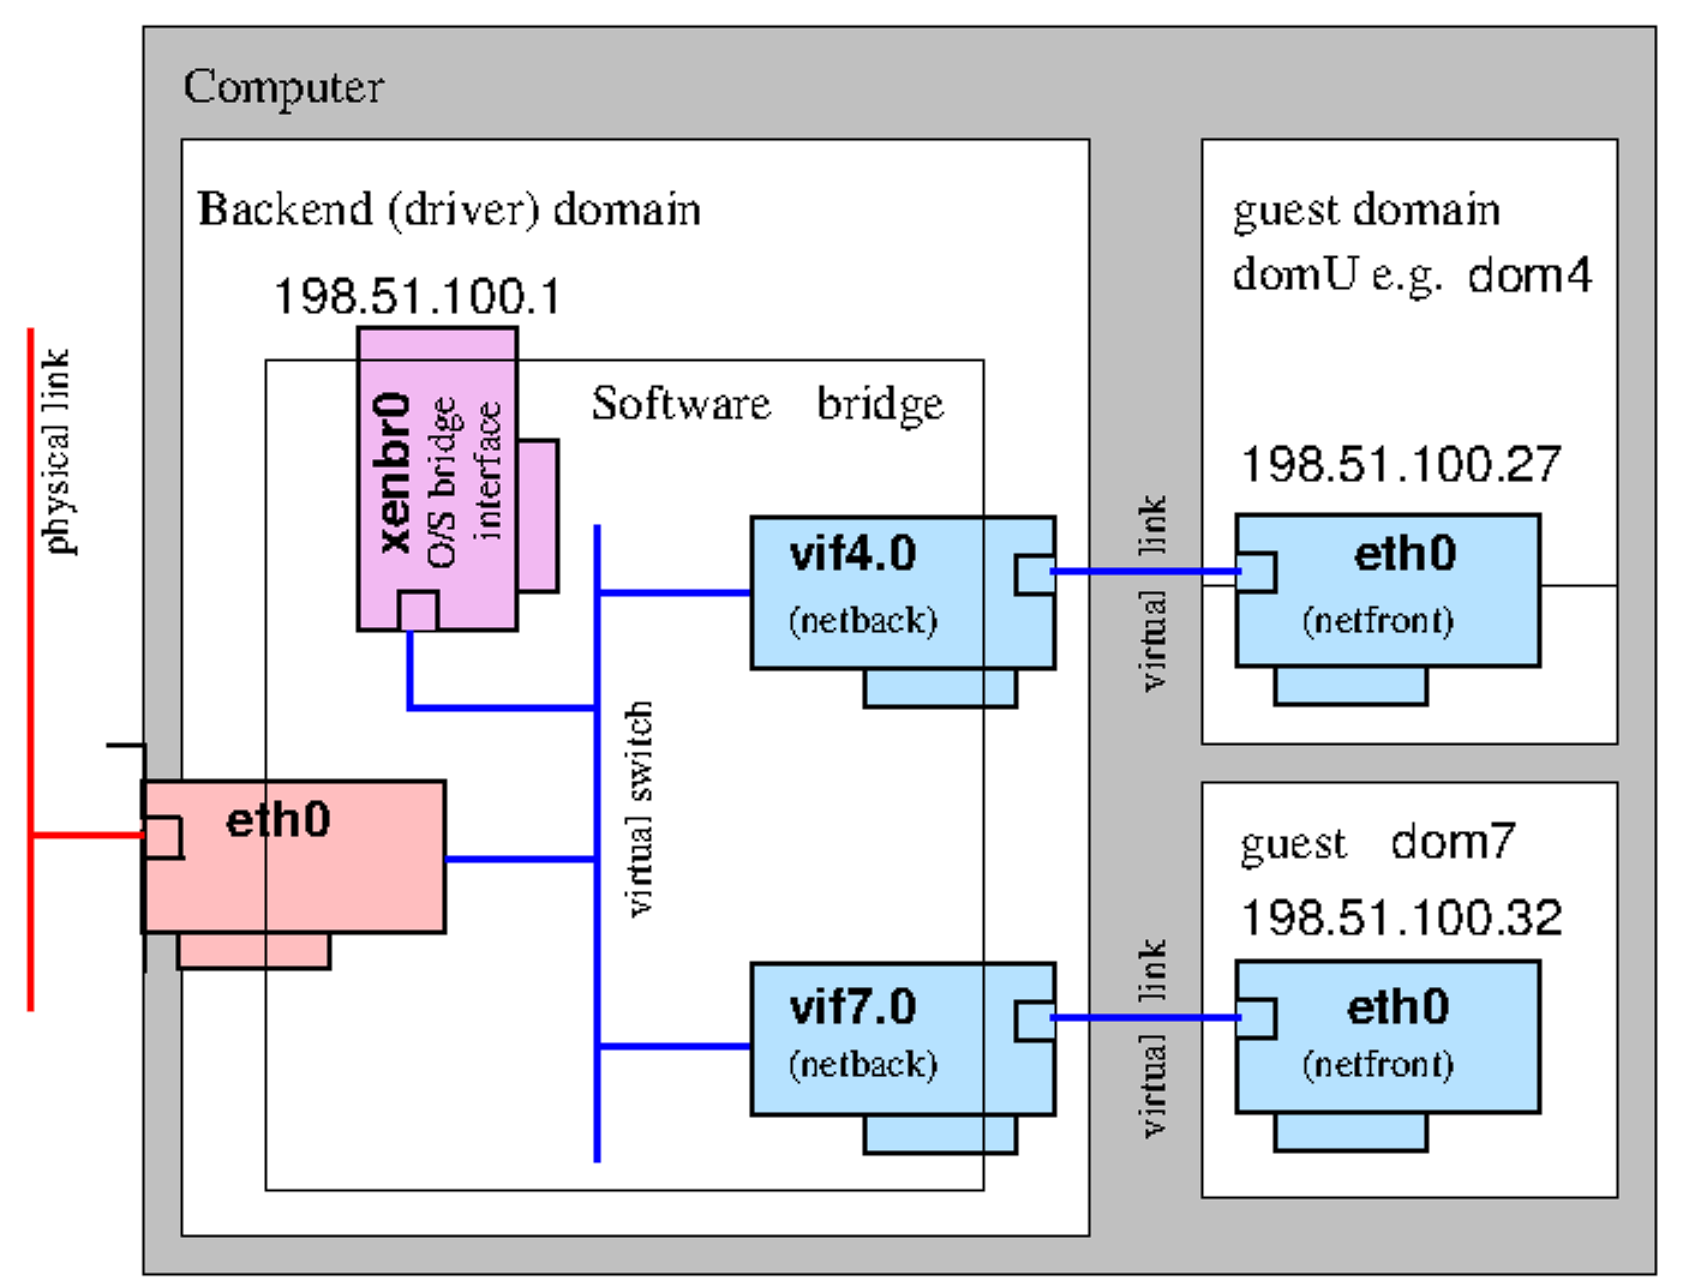 Computer
Backend (driver) domain
198.51.100.1
xenbr0
O/S bridge
interface
Software bridge
physical link
eth0
virtual switch
vif4.0
(netback)
vif7.0
(netback)
virtual link
virtual link
guest domain
domU e.g. dom4
198.51.100.27
eth0
(netfront)
guest dom7
198.51.100.32
eth0
(netfront)